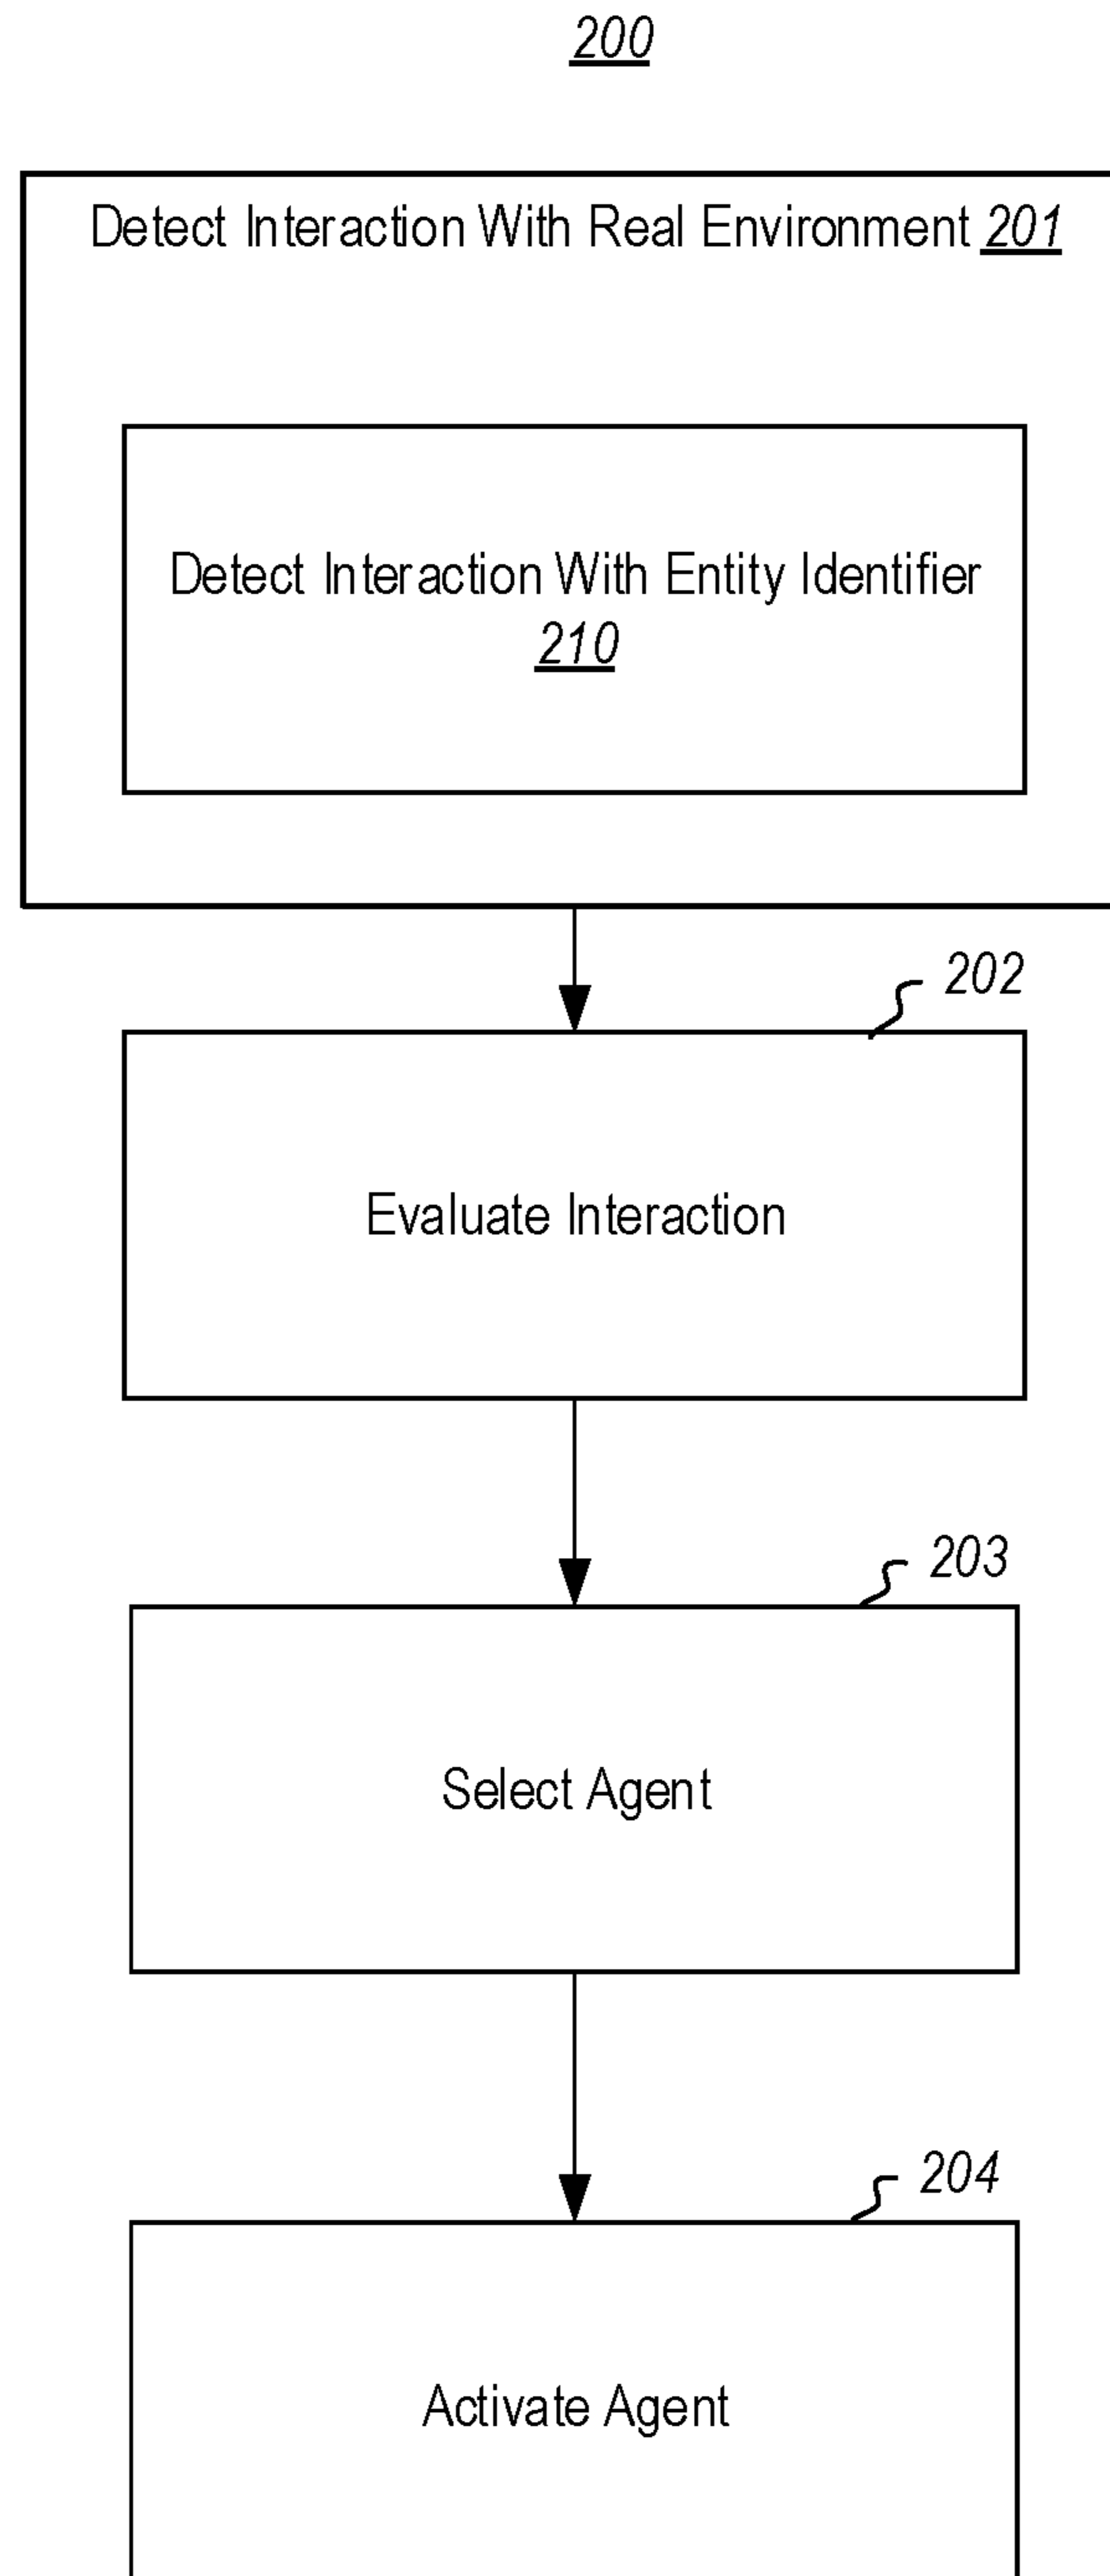 200
Detect Interaction With Real Environment 201
Detect Interaction With Entity Identifier
210
202
Evaluate Interaction
203
Select Agent
204
Activate Agent